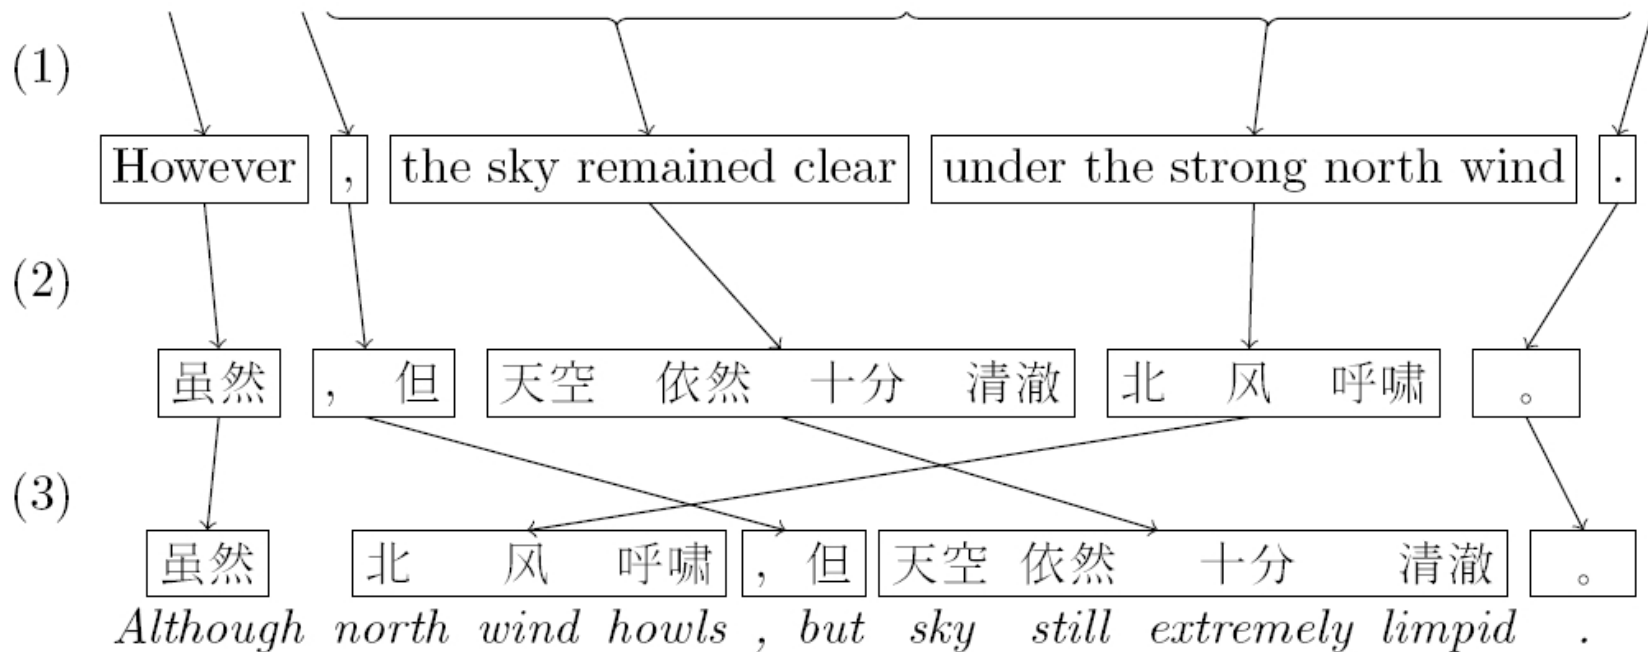 (1)
However , the sky remained clear under the strong north wind .
(2)
虽然 ， 但 天空 依然 十分 清澈 北 风 呼啸 。
(3)
虽然 北 风 呼啸 ， 但 天空 依然 十分 清澈 。
Although north wind howls , but sky still extremely limpid .